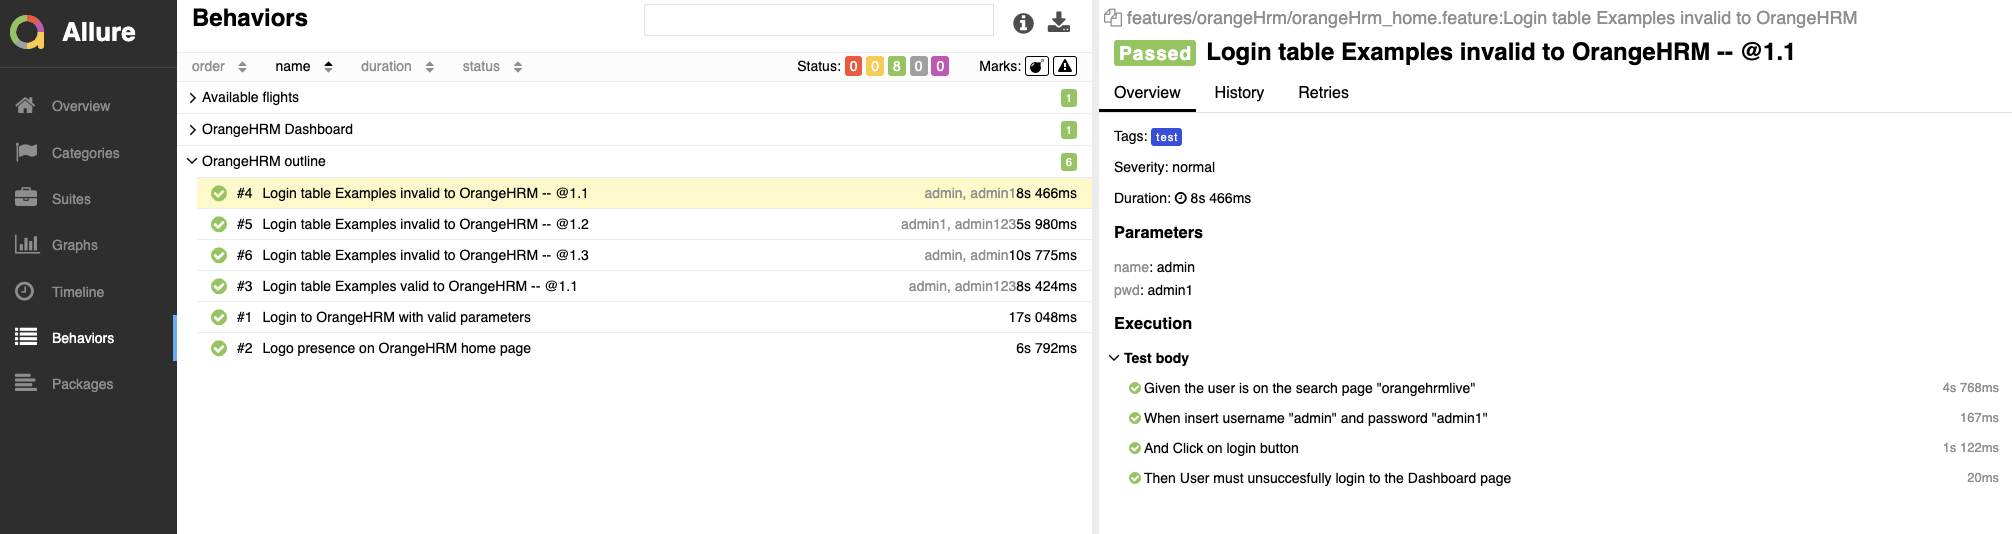 Allure
Overview
Categories
Suites
Graphs
Timeline
Behaviors
Packages
Behaviors
order name duration status Status: 0 0 8 0 0 Marks:
Available flights 1
OrangeHRM Dashboard 1
OrangeHRM outline 6
#4 Login table Examples invalid to OrangeHRM -- @1.1 admin, admin18s 466ms
#5 Login table Examples invalid to OrangeHRM -- @1.2 admin1, admin1235s 980ms
#6 Login table Examples invalid to OrangeHRM -- @1.3 admin, admin10s 775ms
#3 Login table Examples valid to OrangeHRM -- @1.1 admin, admin1238s 424ms
#1 Login to OrangeHRM with valid parameters 17s 048ms
#2 Logo presence on OrangeHRM home page 6s 792ms
features/orangeHrm/orangeHrm_home.feature:Login table Examples invalid to OrangeHRM
Passed Login table Examples invalid to OrangeHRM -- @1.1
Overview History Retries
Tags: test
Severity: normal
Duration: 8s 466ms
Parameters
name: admin
pwd: admin1
Execution
Test body
Given the user is on the search page "orangehrmlive" 4s 768ms
When insert username "admin" and password "admin1" 167ms
And Click on login button 1s 122ms
Then User must unsuccesfully login to the Dashboard page 20ms